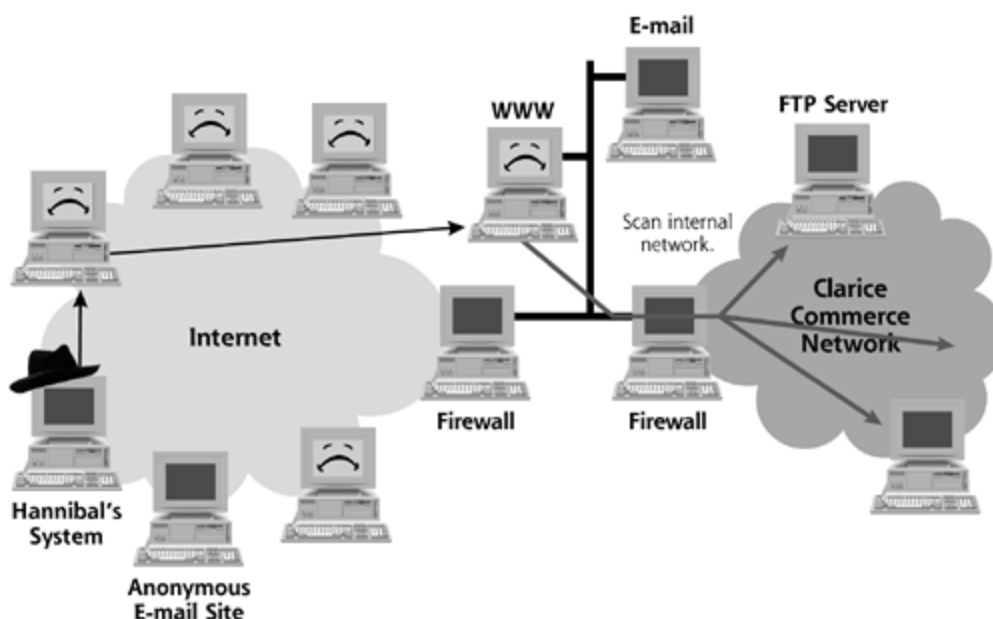 E-mail
FTP Server
WWW
Scan internal
network.
Clarice
Commerce
Network
Internet
Firewall
Firewall
Hannibal's
System
Anonymous
E-mail Site